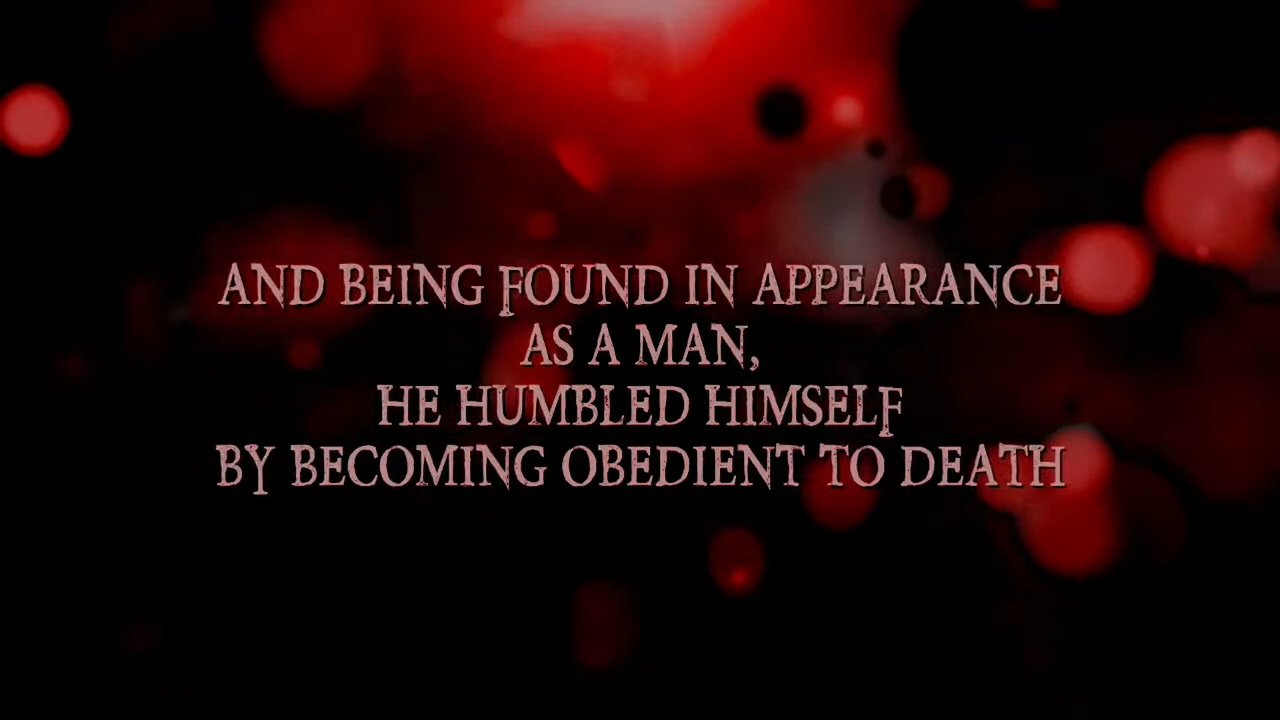 AND BEING FOUND IN APPEARANCE
AS A MAN,
HE HUMBLED HIMSELF
BY BECOMING OBEDIENT TO DEATH